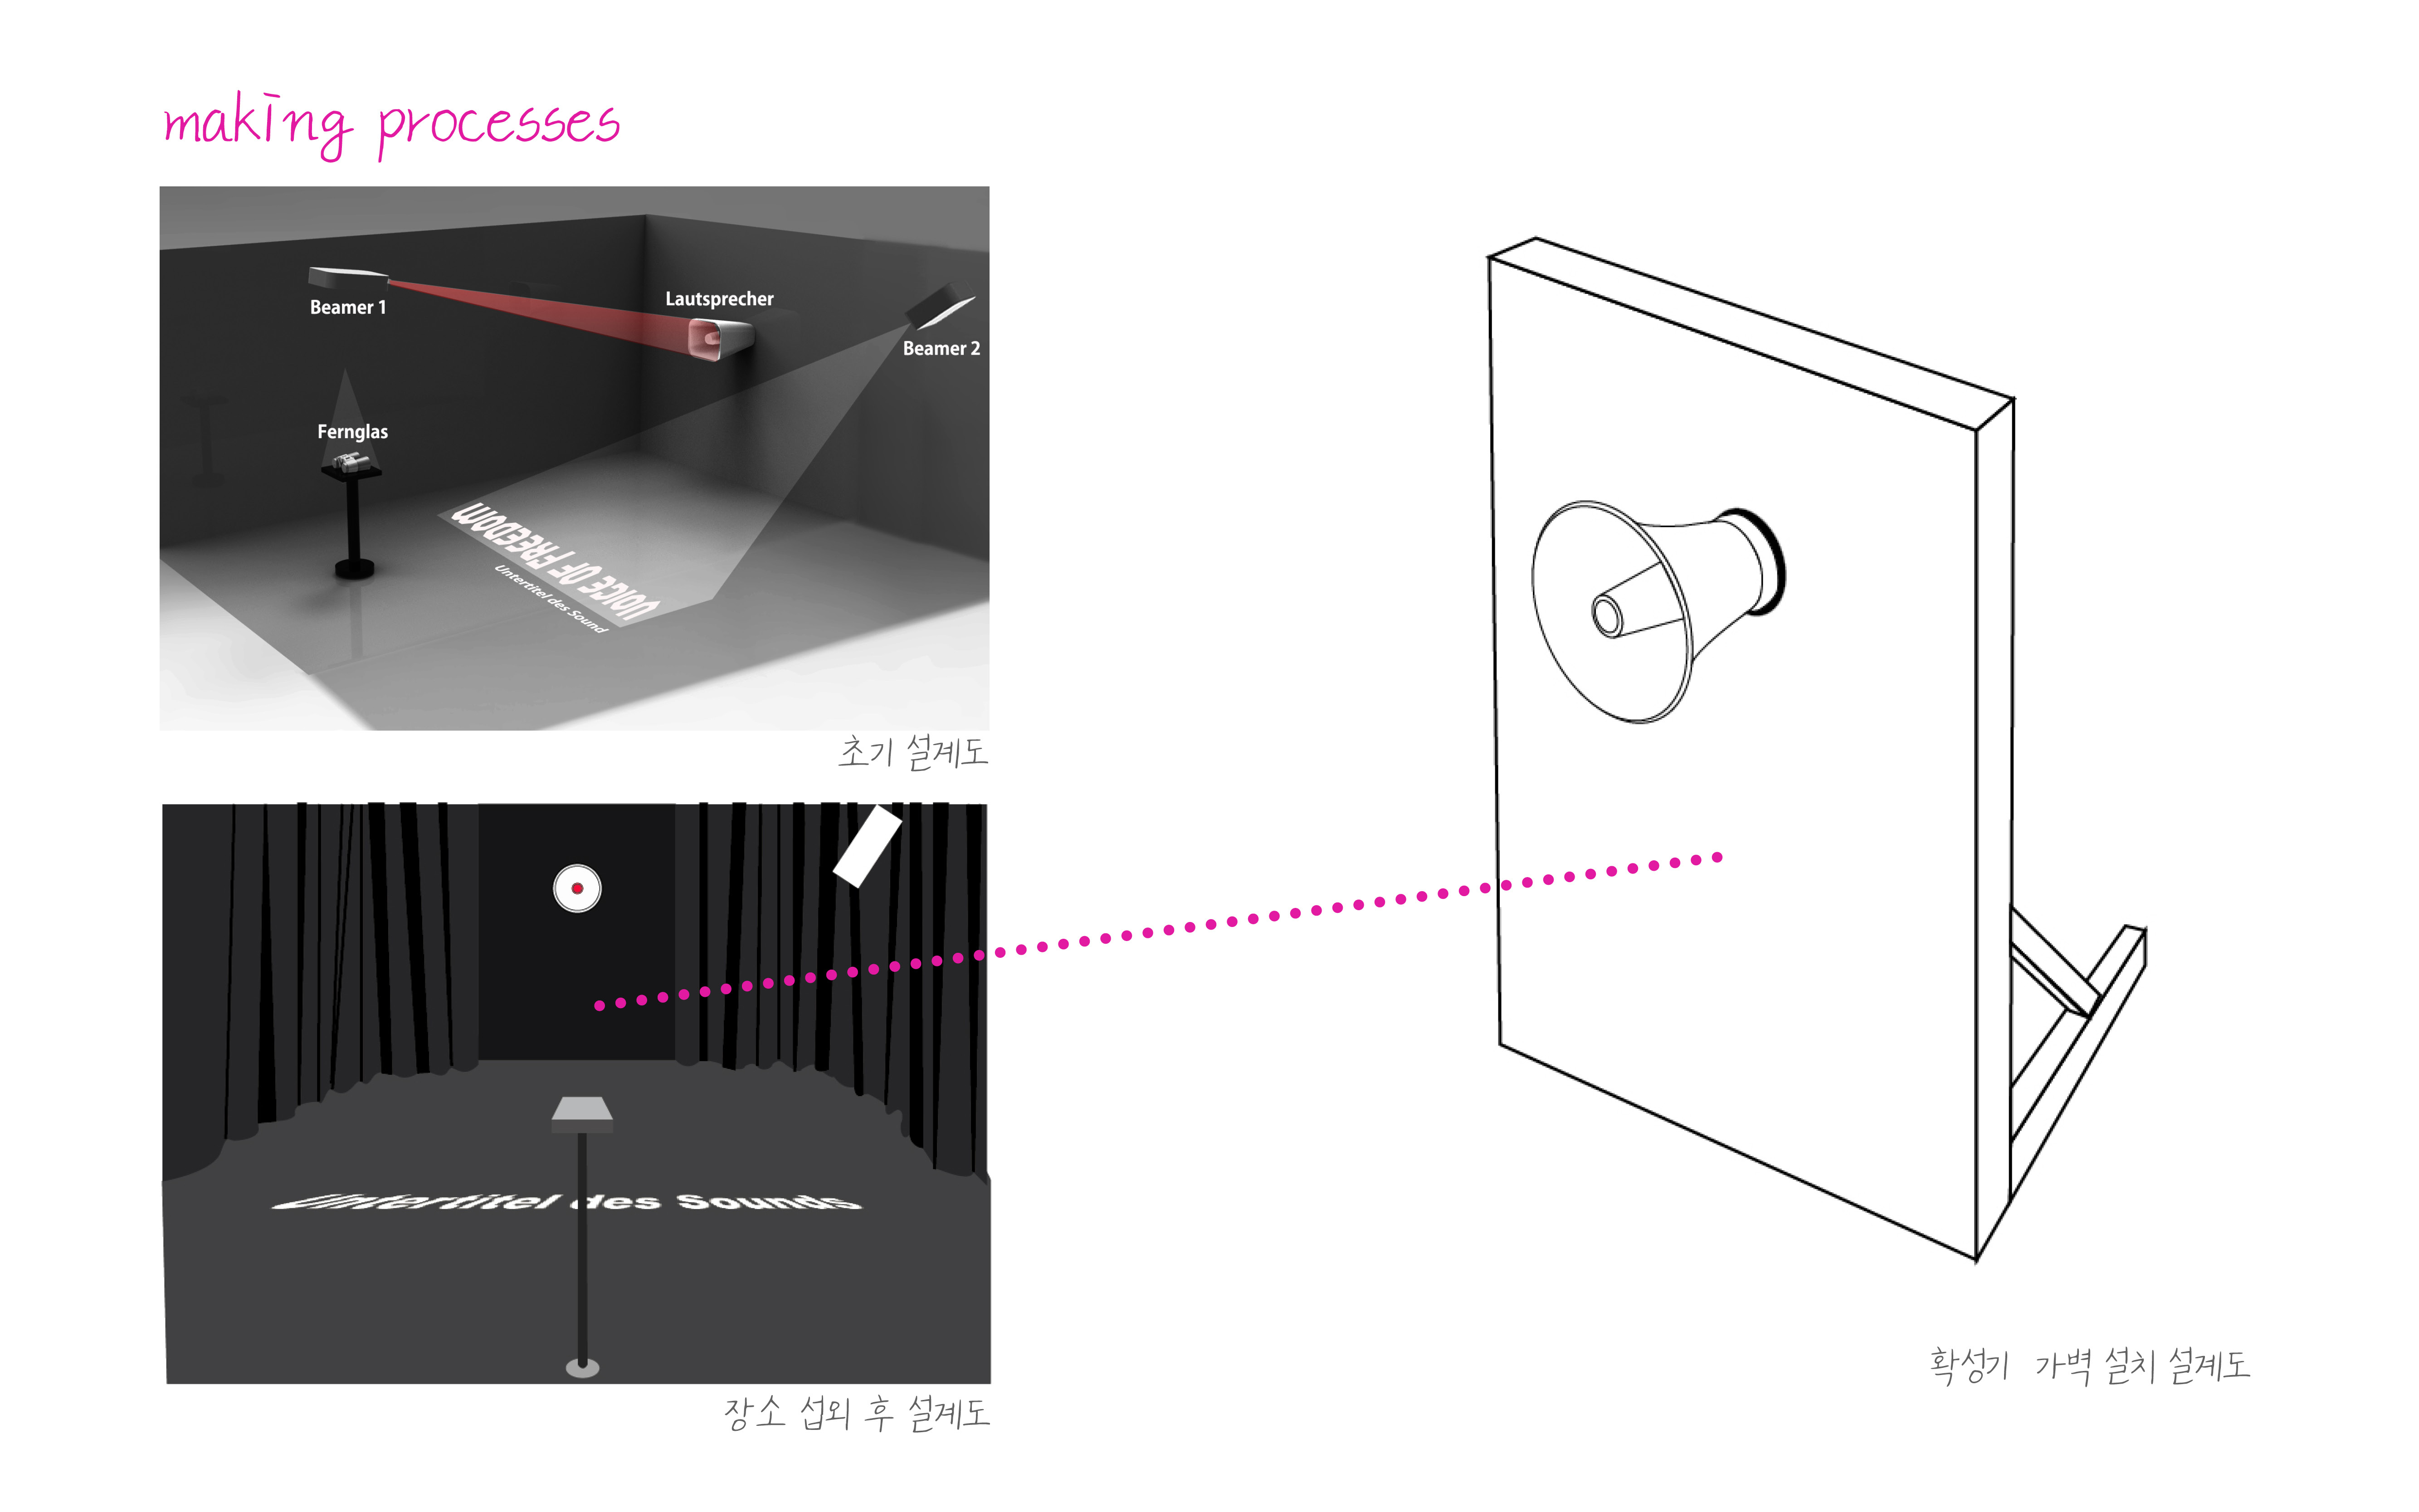 making processes
Beamer 1
Lautsprecher
Beamer 2
Fernglas
VOICE OF FREEDOM
Untertitel des Sound
초기 설계도
Untertitel des Sounds
장소 섭외 후 설계도
확성기 가벽 설치 설계도